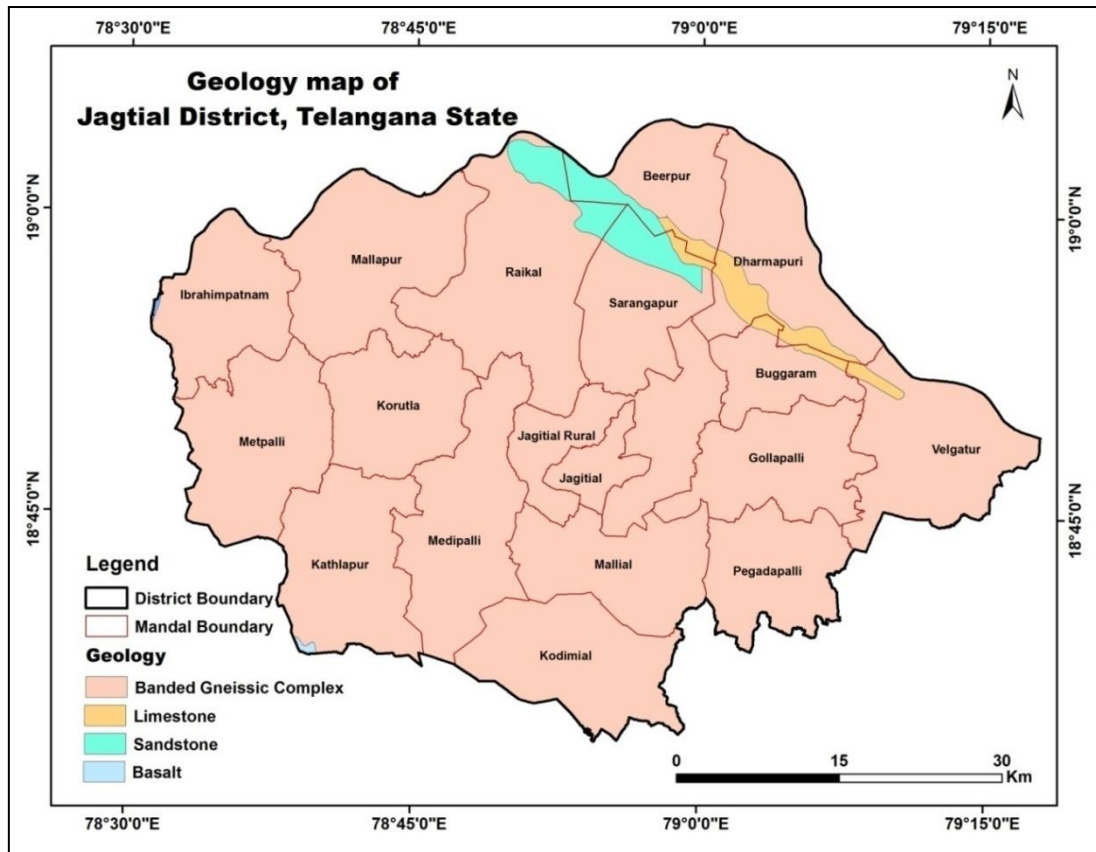 78°30'0"E
78°45'0"E
79°0'0"E
79°15'0"E
Geology map of
Jagtial District, Telangana State
N
Beerpur
19°0'0"N
19°0'0"N
Mallapur
Dharmapuri
Raikal
Ibrahimpatnam
Sarangapur
Buggaram
Korutla
Metpalli
Jagitial Rural
Velgatur
Gollapalli
Jagitial
18°45'0"N
18°45'0"N
Medipalli
Kathlapur
Mallial
Pegadapalli
Kodimial
Legend
District Boundary
Mandal Boundary
Geology
Banded Gneissic Complex
Limestone
Sandstone
Basalt
0 15 30
Km
78°30'0"E
78°45'0"E
79°0'0"E
79°15'0"E